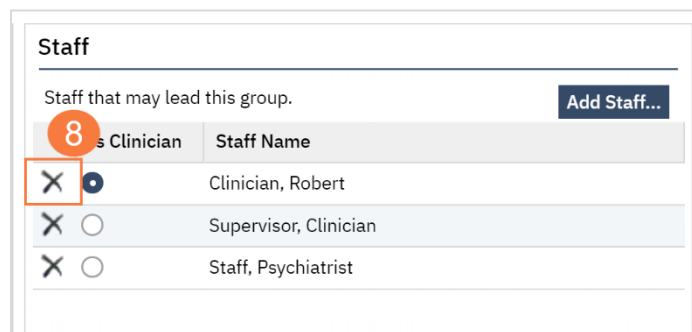 Staff
Staff that may lead this group.
Add Staff...
8
s Clinician
Staff Name
Clinician, Robert
Supervisor, Clinician
Staff, Psychiatrist